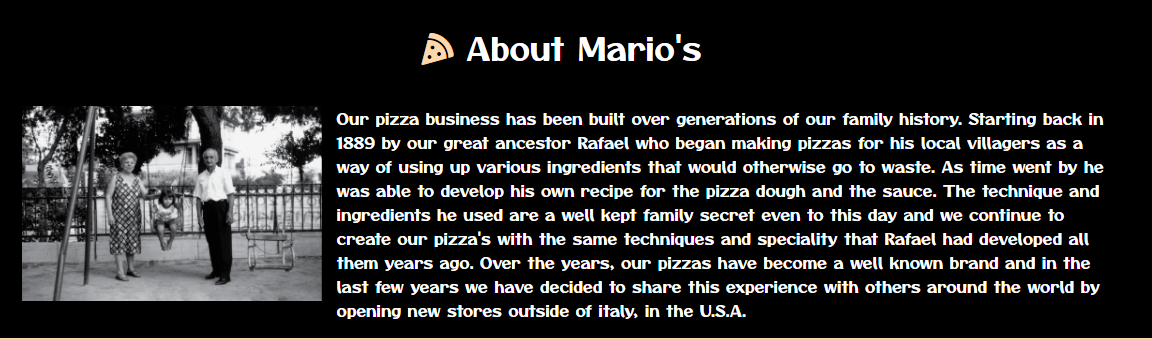 About Mario's
Our pizza business has been built over generations of our family history. Starting back in
1889 by our great ancestor Rafael who began making pizzas for his local villagers as a
way of using up various ingredients that would otherwise go to waste. As time went by he
was able to develop his own recipe for the pizza dough and the sauce. The technique and
ingredients he used are a well kept family secret even to this day and we continue to
create our pizza's with the same techniques and speciality that Rafael had developed all
them years ago. Over the years, our pizzas have become a well known brand and in the
last few years we have decided to share this experience with others around the world by
opening new stores outside of italy, in the U.S.A.